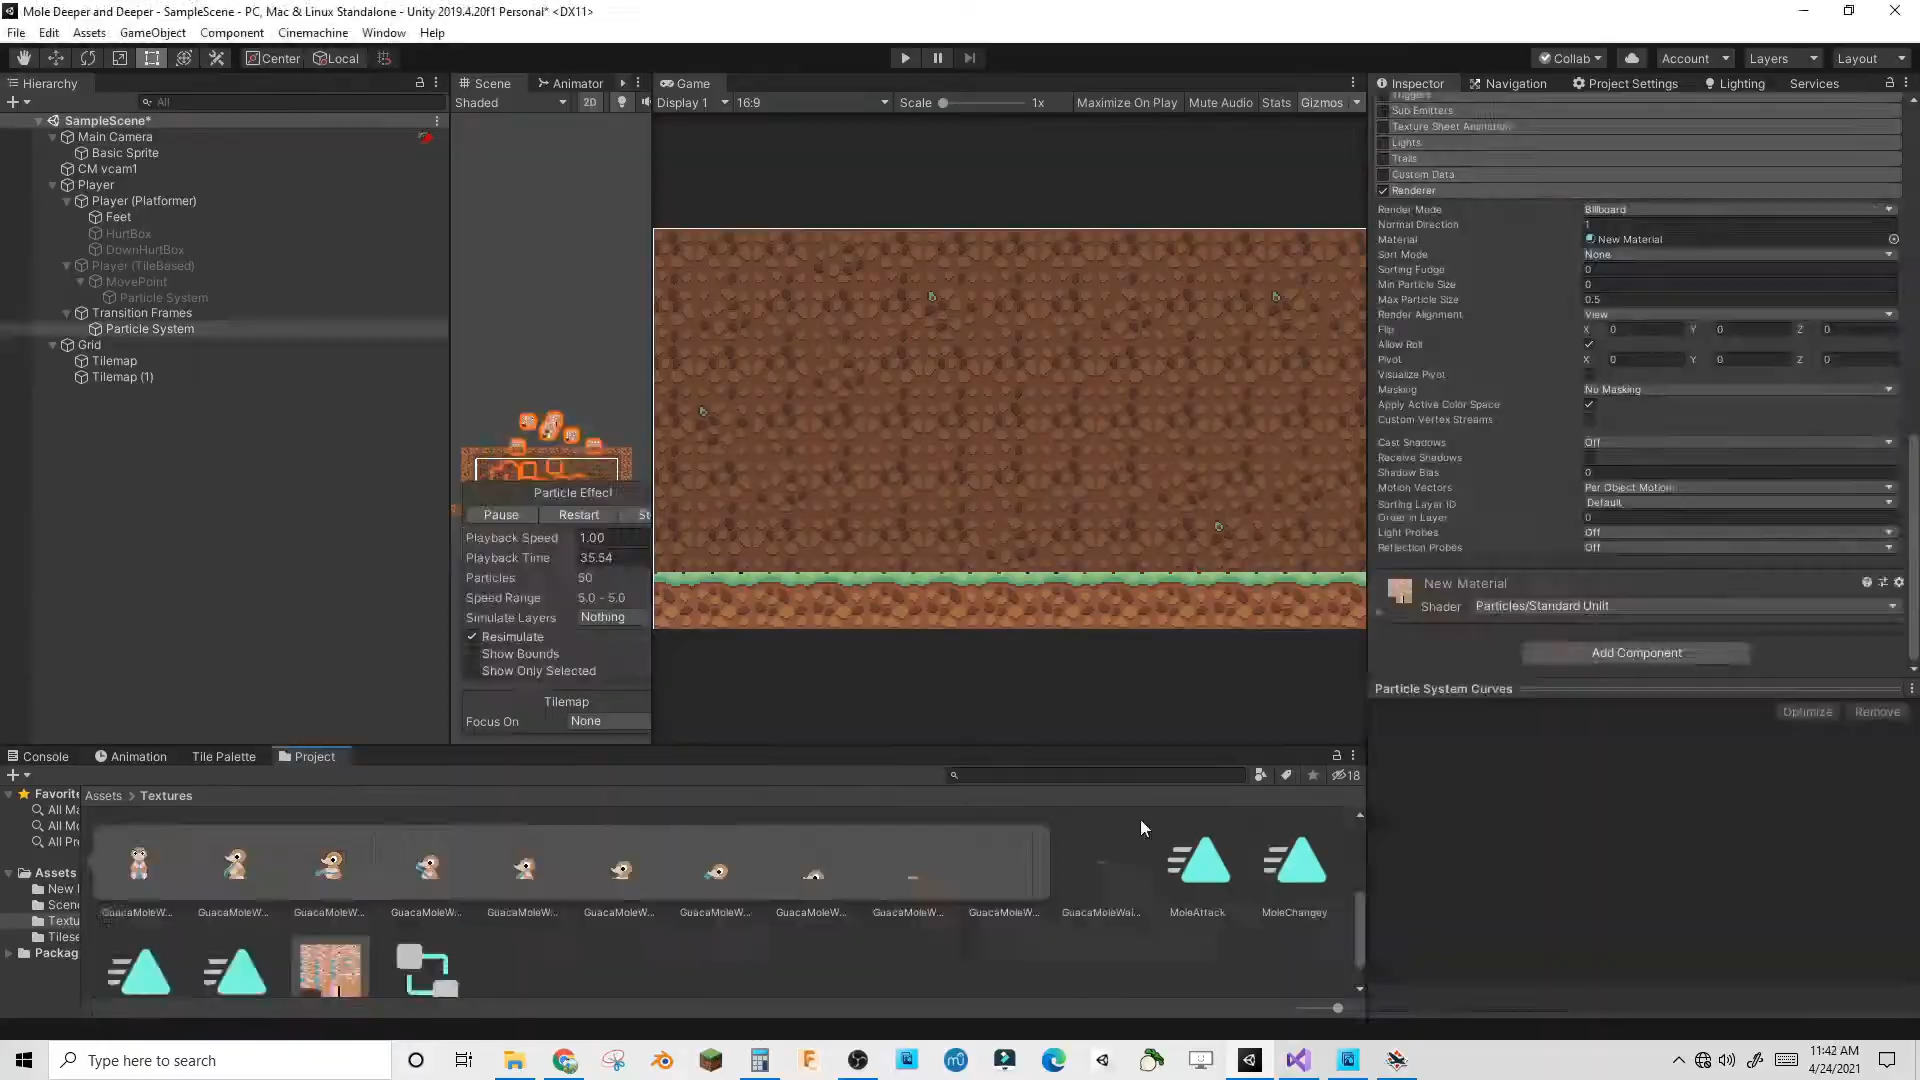 Mole Deeper and Deeper - SampleScene - PC, Mac & Linux Standalone - Unity 2019.4.20f1 Personal* <DX11>
File Edit Assets GameObject Component Cinemachine Window Help
Center Local Collab Account Layers Layout
Hierarchy Scene Animator Game Inspector Navigation Project Settings Lighting Services
All Shaded 2D Display 1 16:9 Scale 1x Maximize On Play Mute Audio Stats Gizmos
SampleScene*
Main Camera
Basic Sprite
CM vcam1
Player
Player (Platformer)
Feet
HurtBox
DownHurtBox
Player (TileBased)
MovePoint
Particle System
Transition Frames
Particle System
Grid
Tilemap
Tilemap (1)
Particle Effect
Pause Restart
Playback Speed 1.00
Playback Time 35.54
Particles 50
Speed Range 5.0 - 5.0
Simulate Layers Nothing
Resimulate
Show Bounds
Show Only Selected
Tilemap
Focus On None
Triggers
Sub Emitters
Texture Sheet Animation
Lights
Trails
Custom Data
Renderer
Render Mode Billboard
Normal Direction 1
Material New Material
Sort Mode None
Sorting Fudge 0
Min Particle Size 0
Max Particle Size 0.5
Render Alignment View
Flip X 0 Y 0 Z 0
Allow Roll
Pivot X 0 Y 0 Z 0
Visualize Pivot
Masking No Masking
Apply Active Color Space
Custom Vertex Streams
Cast Shadows Off
Receive Shadows
Shadow Bias 0
Motion Vectors Per Object Motion
Sorting Layer ID Default
Order in Layer 0
Light Probes Off
Reflection Probes Off
New Material
Shader Particles/Standard Unlit
Add Component
Particle System Curves
Optimize Remove
Console Animation Tile Palette Project
18
Favorite
All Ma
All Mo
All Pre
Assets
New
Scene
Textu
Tilese
Packag
Assets > Textures
GuacaMoleW... GuacaMoleW... GuacaMoleW... GuacaMoleW... GuacaMoleW... GuacaMoleW... GuacaMoleW... GuacaMoleW... GuacaMoleW... GuacaMoleW... GuacaMoleWai... MoleAttack MoleChangey
Type here to search
11:42 AM
4/24/2021